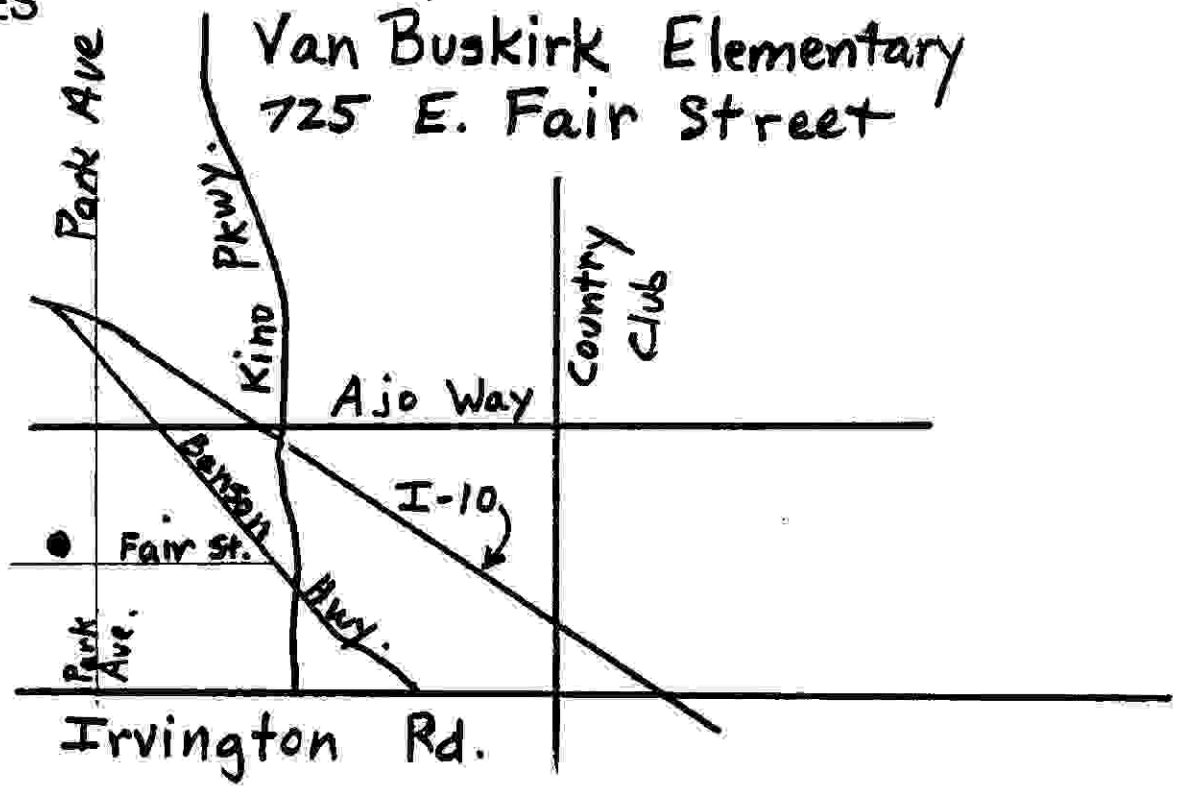 ES
Van Buskirk Elementary
725 E. Fair Street
Park Ave
Kino Pkwy.
Country
Club
Ajo Way
Benson Hwy.
I-10
Fair St.
Park
Ave.
Irvington Rd.